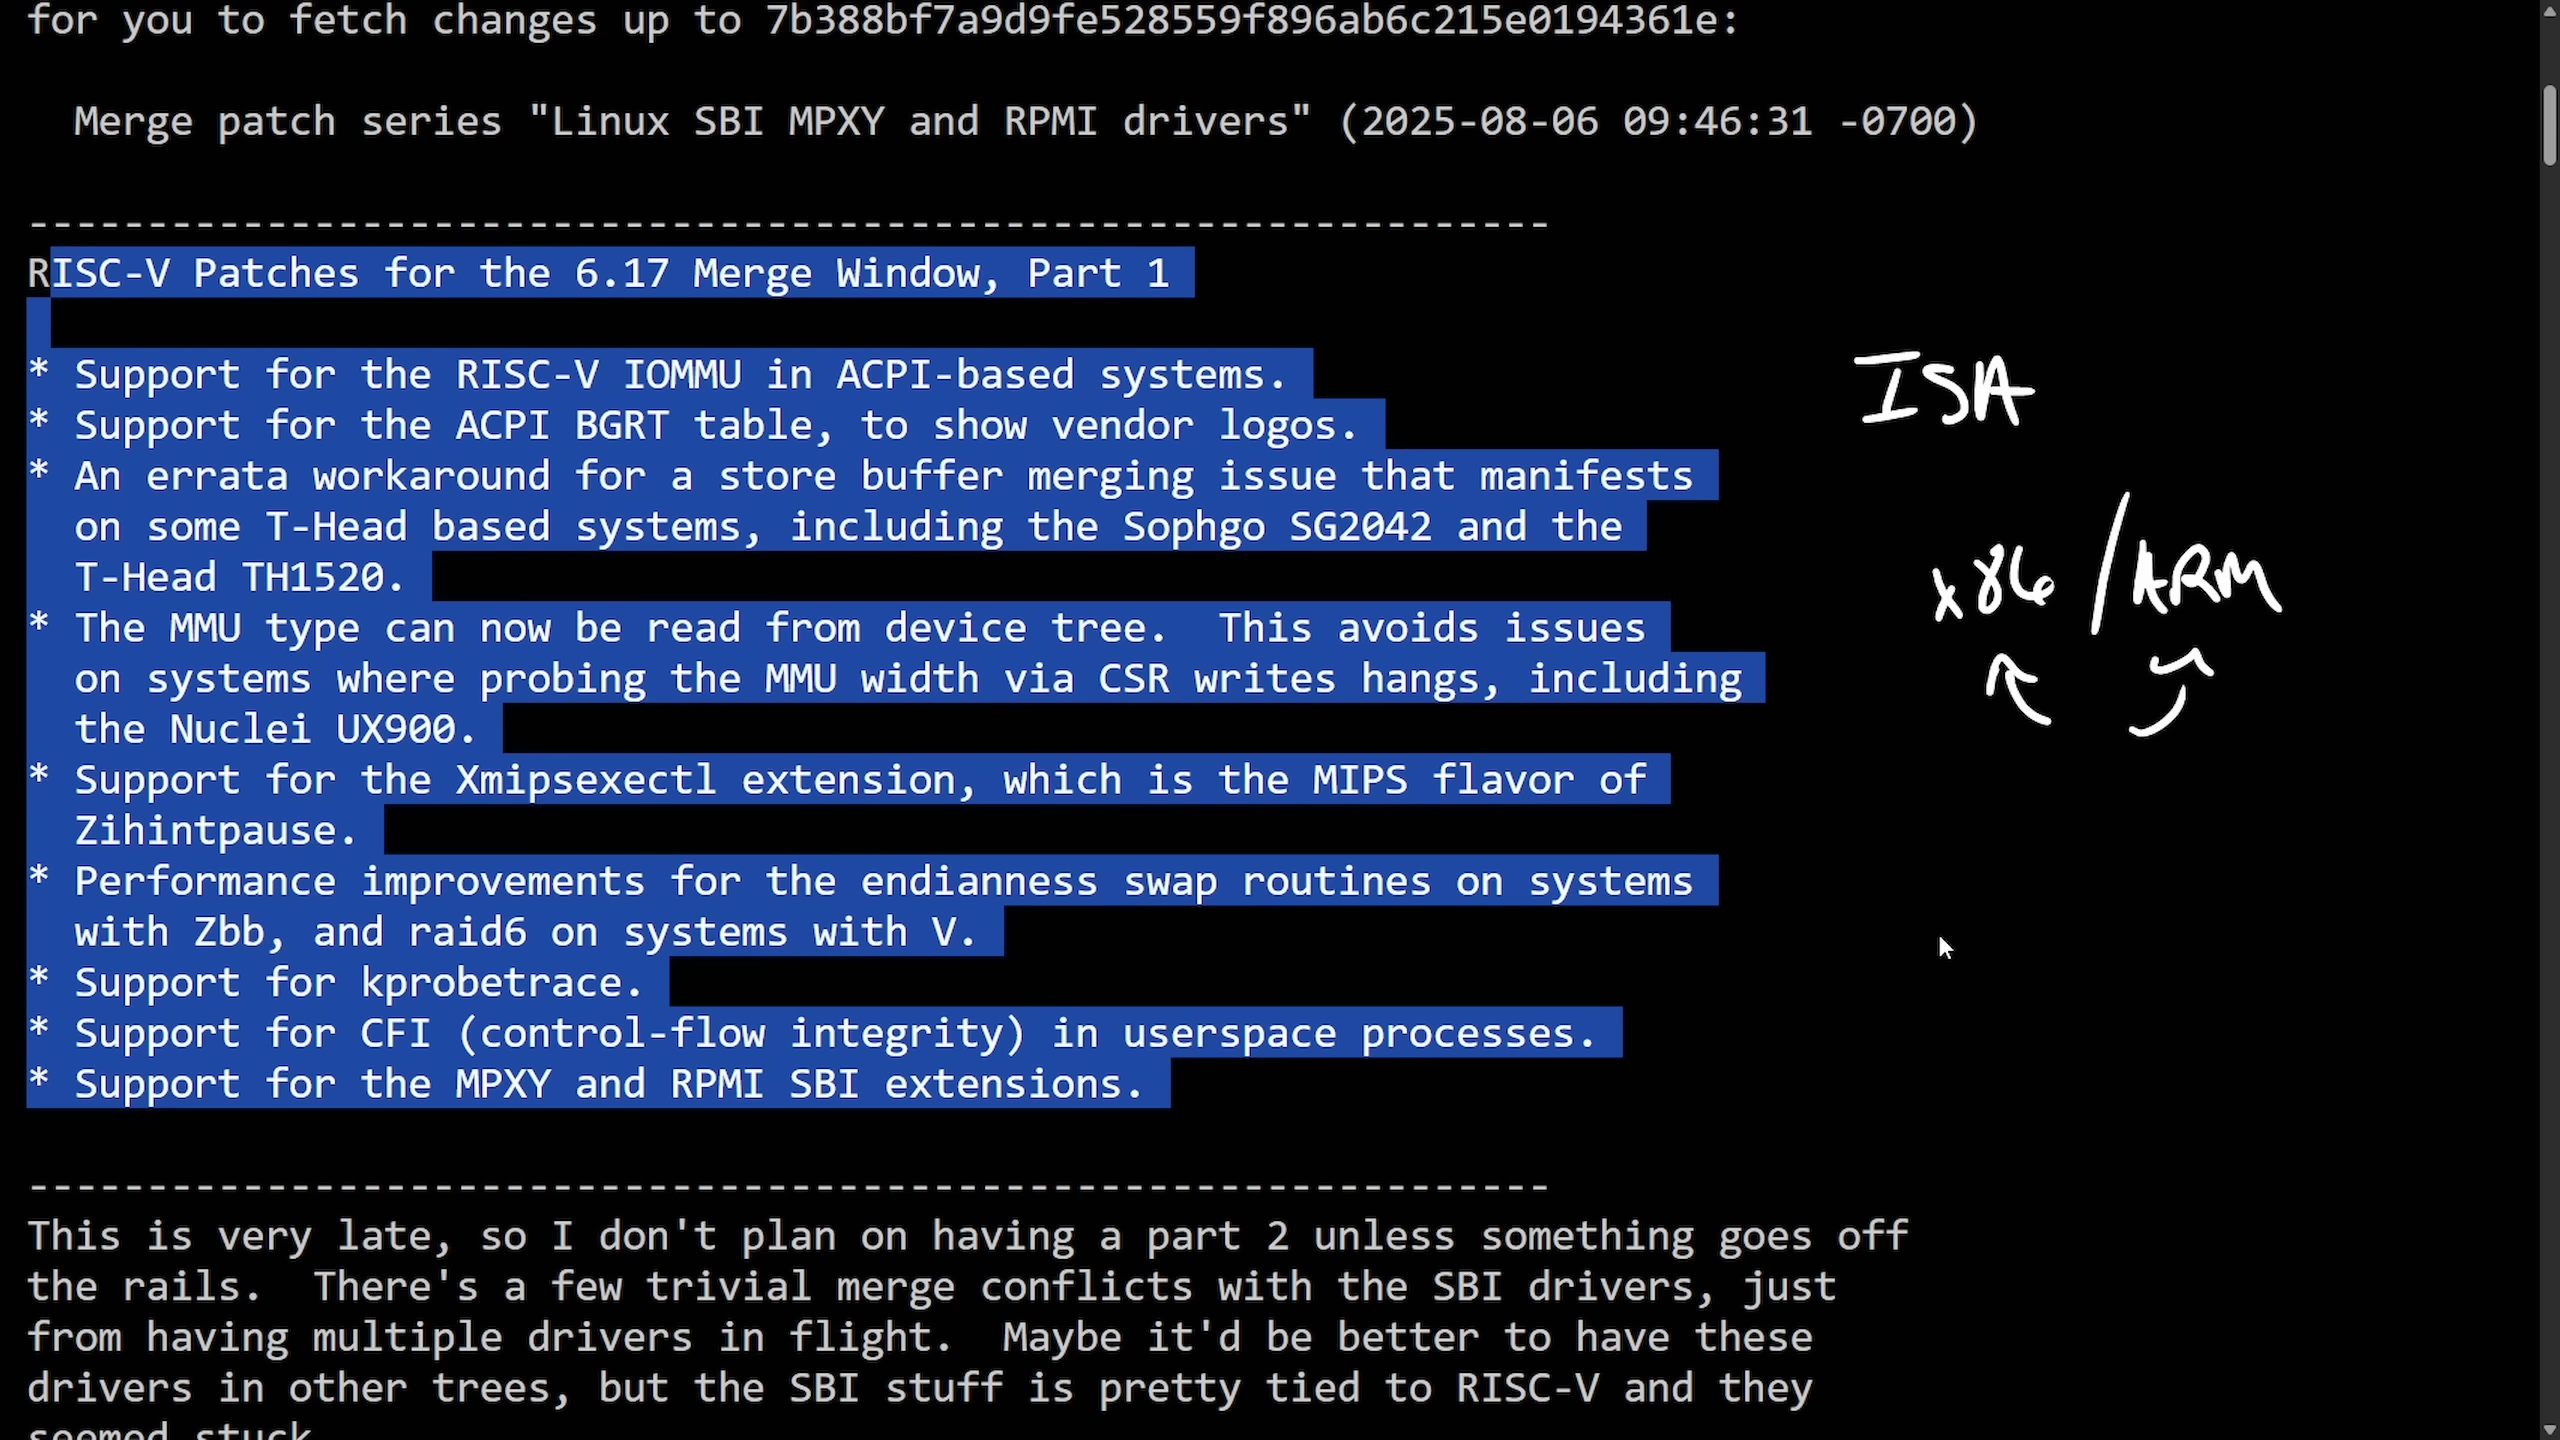 for you to fetch changes up to 7b388bf7a9d9fe528559f896ab6c215e0194361e:
Merge patch series "Linux SBI MPXY and RPMI drivers" (2025-08-06 09:46:31 -0700)
----------------------------------------------------------------
RISC-V Patches for the 6.17 Merge Window, Part 1
* Support for the RISC-V IOMMU in ACPI-based systems.
* Support for the ACPI BGRT table, to show vendor logos.
* An errata workaround for a store buffer merging issue that manifests
on some T-Head based systems, including the Sophgo SG2042 and the
T-Head TH1520.
* The MMU type can now be read from device tree.  This avoids issues
on systems where probing the MMU width via CSR writes hangs, including
the Nuclei UX900.
* Support for the Xmipsexectl extension, which is the MIPS flavor of
Zihintpause.
* Performance improvements for the endianness swap routines on systems
with Zbb, and raid6 on systems with V.
* Support for kprobetrace.
* Support for CFI (control-flow integrity) in userspace processes.
* Support for the MPXY and RPMI SBI extensions.
----------------------------------------------------------------
This is very late, so I don't plan on having a part 2 unless something goes off
the rails.  There's a few trivial merge conflicts with the SBI drivers, just
from having multiple drivers in flight.  Maybe it'd be better to have these
drivers in other trees, but the SBI stuff is pretty tied to RISC-V and they
seemed stuck
ISA
x86 / ARM